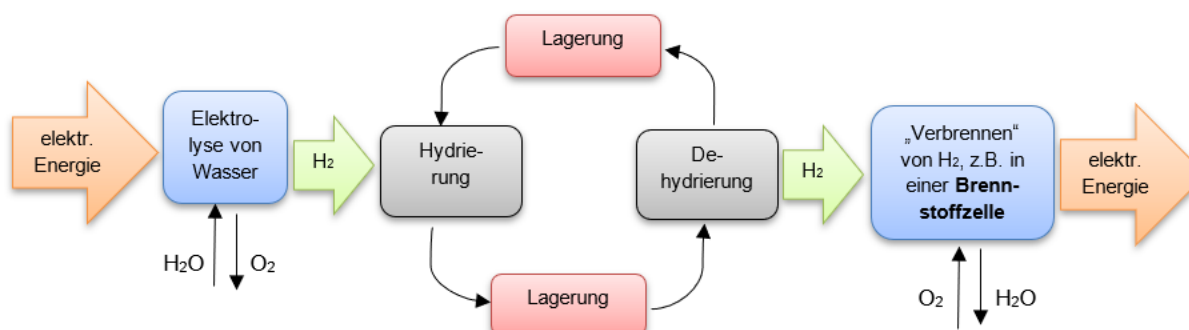 Lagerung
elektr.
Energie
Elektro-
lyse von
Wasser
H₂
Hydrie-
rung
De-
hydrierung
H₂
„Verbrennen“
von H₂, z.B. in
einer Brenn-
stoffzelle
elektr.
Energie
H₂O
O₂
Lagerung
O₂
H₂O